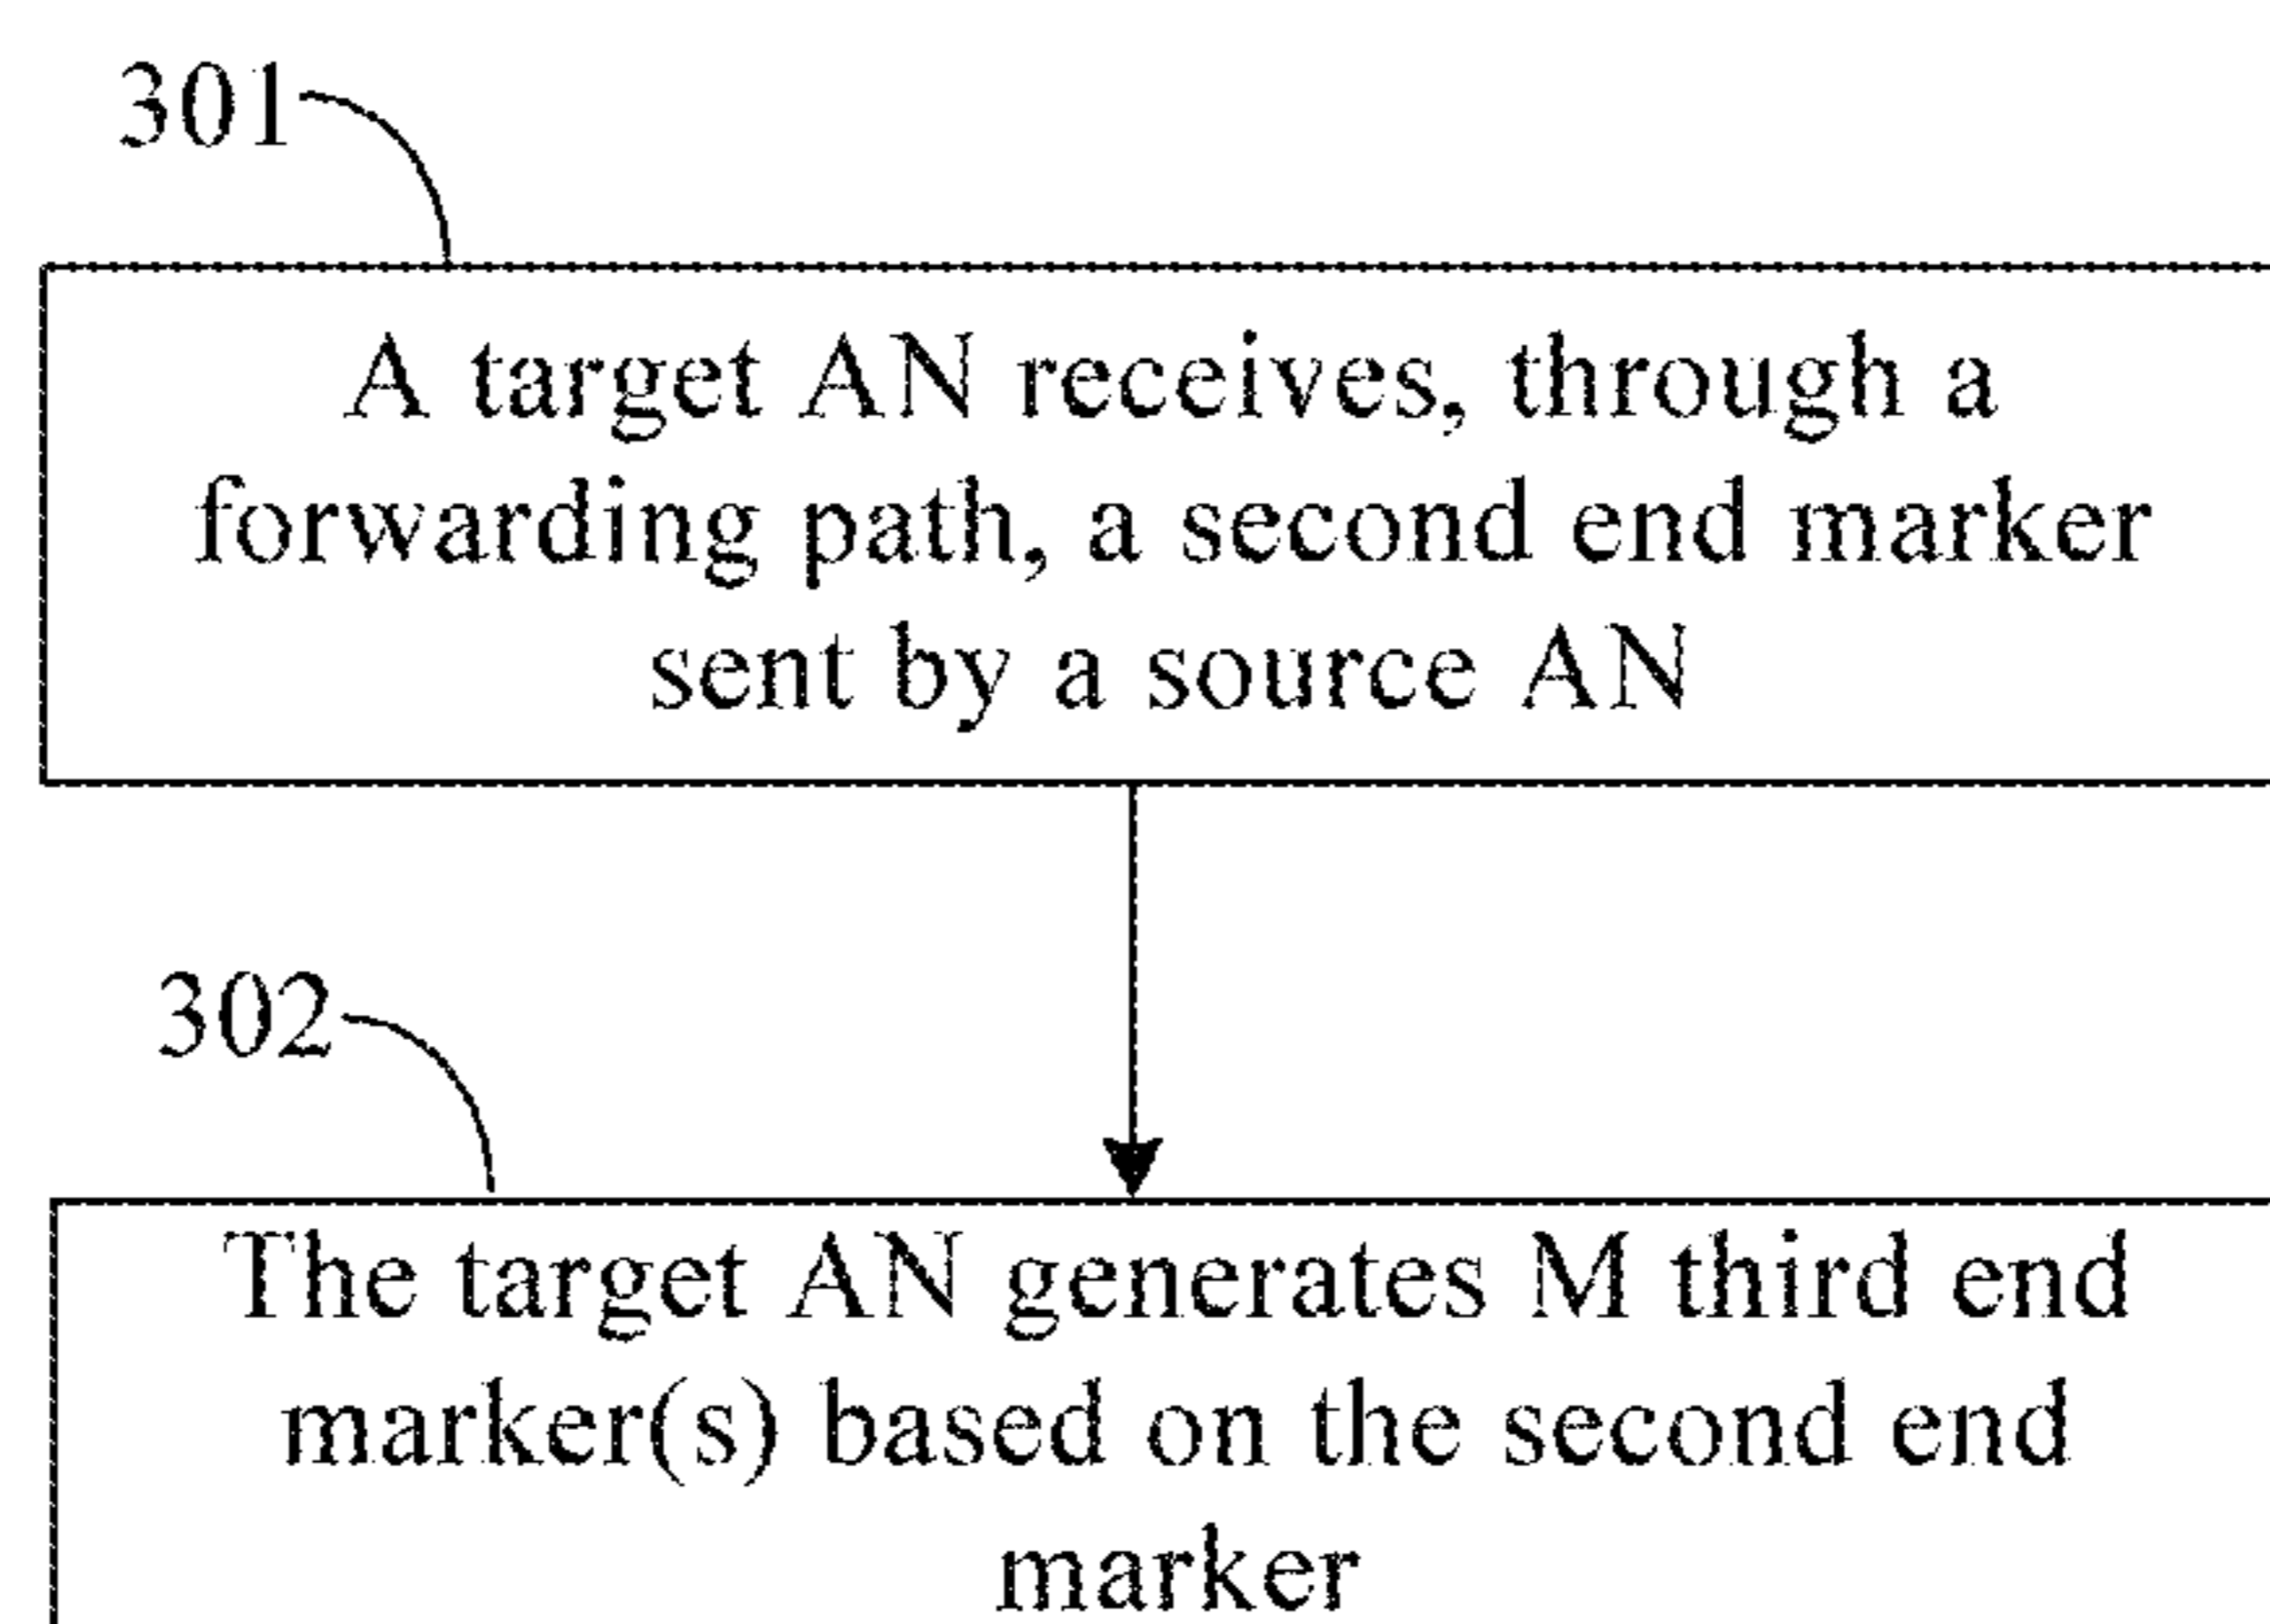 301
A target AN receives, through a
forwarding path, a second end marker
sent by a source AN
302
The target AN generates M third end
marker(s) based on the second end
marker